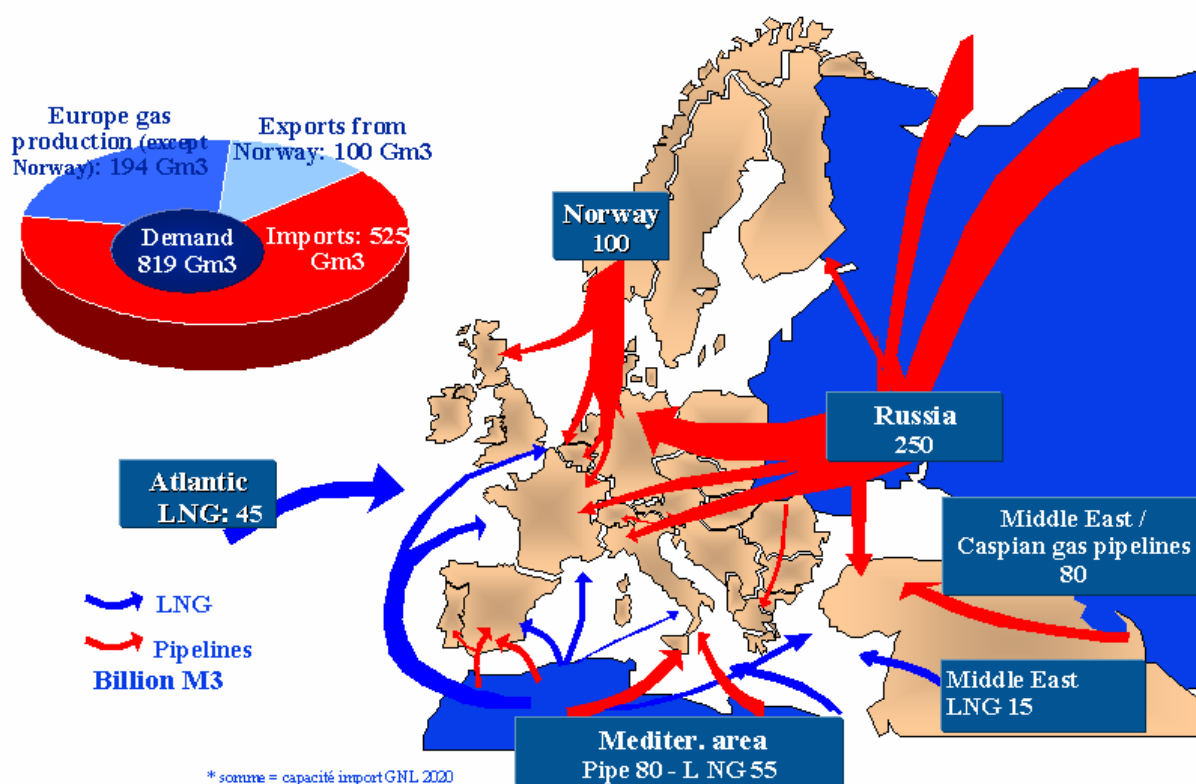 Europe gas
production (except
Norway): 194 Gm3
Exports from
Norway: 100 Gm3
Demand
819 Gm3
Imports: 525
Gm3
Norway
100
Russia
250
Atlantic
LNG: 45
Middle East /
Caspian gas pipelines
80
LNG
Pipelines
Billion M3
Middle East
LNG 15
Mediter. area
Pipe 80 - L NG 55
* somme = capacité import GNL 2020